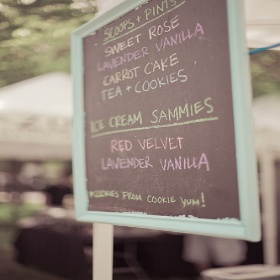 SCOOPS + PINTS
SWEET ROSE
LAVENDER VANILLA
CARROT CAKE
TEA + COOKIES
ICE CREAM SAMMIES
RED VELVET
LAVENDER VANILLA
*COOKIES FROM COOKIE YUM!